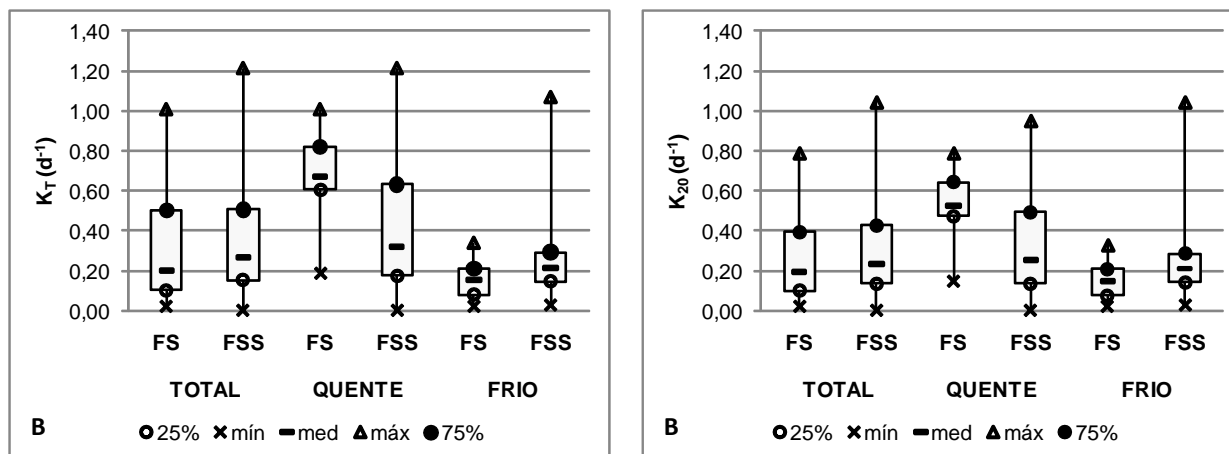 1,40
1,20
1,00
0,80
0,60
0,40
0,20
0,00
K_T (d⁻¹)
FS FSS FS FSS FS FSS
TOTAL QUENTE FRIO
B
25% mín med máx 75%
1,40
1,20
1,00
0,80
0,60
0,40
0,20
0,00
K₂₀ (d⁻¹)
FS FSS FS FSS FS FSS
TOTAL QUENTE FRIO
B
25% mín med máx 75%